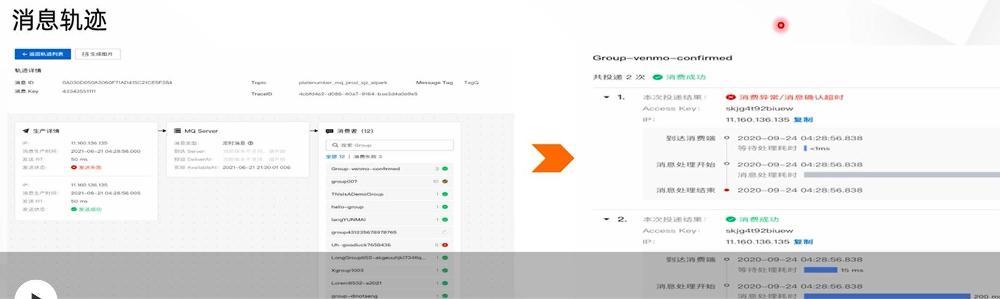 消息轨迹
← 返回轨迹列表 生成图片
轨迹详情
消息 ID 0A030D050A3060F71AD415C21CE5F384 Topic platenumber_mq_prod_sjz_aipark Message Tag TagQ
消息 Key 43343551111 TraceID 4cbfd4e2-d086-40a7-9164-bae3d4a0e9e5
生产详情
IP: 11.160.136.135
消息生产时间: 2021-06-21 04:28:56.000
发送 RT: 50 ms
发送状态: 发送失败
IP: 11.160.136.135
消息生产时间: 2021-06-21 04:28:56.005
发送 RT: 50 ms
发送状态: 发送成功
MQ Server
消息类型: 定时消息
到达 Server: 当前版本不支持，请升级
预设 DeliverAt: 当前版本不支持，请升级
实际 AvailableAt: 2021-06-21 21:30:01 006
消费者（12）
搜索 Group
全部 12 | 消费失败 3
Group-venmo-confirmed 3
group007 10
ThisIsADemoGroup 1
hello-group 1
langYUNMAI 1
group431235678978765
Uh-goodluck7658436 5
LongGroup652-akgeuuhjkl734tlq... 1
Xgroup1003 1
Lorem6532-a2021 1
group-dinotaeng 1
Group-venmo-confirmed
共投递 2 次 消费成功
1. 本次投递结果: 消费异常/消息确认超时
Access Key: skjg4t92biuew
IP: 11.160.136.135 复制
到达消费端 2020-09-24 04:28:56.838
等待处理耗时 <1ms
消息处理开始 2020-09-24 04:28:56.838
消息处理耗时
消息处理结束 2020-09-24 04:28:56.838
2. 本次投递结果: 消费成功
Access Key: skjg4t92biuew
IP: 11.160.136.135 复制
到达消费端 2020-09-24 04:28:56.838
等待处理耗时 15 ms
消息处理开始 2020-09-24 04:28:56.838
消息处理耗时 200 m